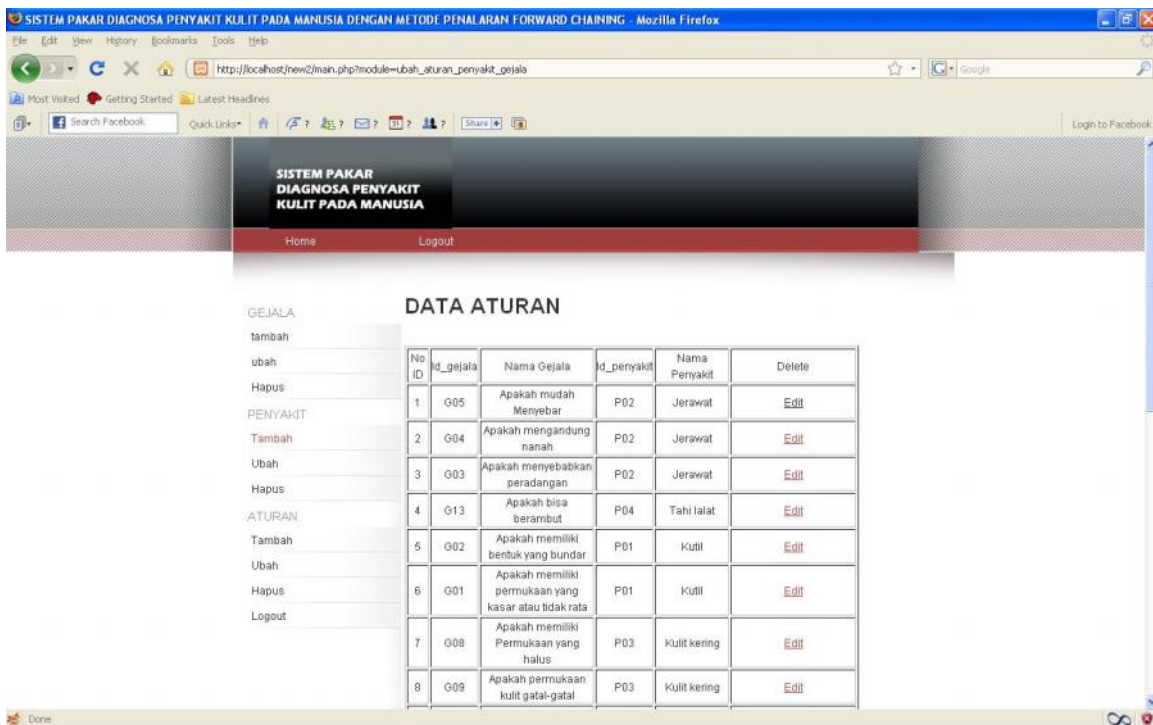 SISTEM PAKAR DIAGNOSA PENYAKIT KULIT PADA MANUSIA DENGAN METODE PENALARAN FORWARD CHAINING - Mozilla Firefox
File Edit View History Bookmarks Tools Help
http://localhost/new2/main.php?module=ubah_aturan_penyakit_gejala
Google
Most Visited Getting Started Latest Headlines
Search Facebook Quick Links ? ? ? 31 ? ? Share Login to Facebook
SISTEM PAKAR
DIAGNOSA PENYAKIT
KULIT PADA MANUSIA
Home Logout
GEJALA
tambah
ubah
Hapus
PENYAKIT
Tambah
Ubah
Hapus
ATURAN
Tambah
Ubah
Hapus
Logout
DATA ATURAN
No ID Id_gejala Nama Gejala Id_penyakit Nama Penyakit Delete
1 G05 Apakah mudah Menyebar P02 Jerawat Edit
2 G04 Apakah mengandung nanah P02 Jerawat Edit
3 G03 Apakah menyebabkan peradangan P02 Jerawat Edit
4 G13 Apakah bisa berambut P04 Tahi lalat Edit
5 G02 Apakah memiliki bentuk yang bundar P01 Kutil Edit
6 G01 Apakah memiliki permukaan yang kasar atau tidak rata P01 Kutil Edit
7 G08 Apakah memiliki Permukaan yang halus P03 Kulit kering Edit
8 G09 Apakah permukaan kulit gatal-gatal P03 Kulit kering Edit
Done